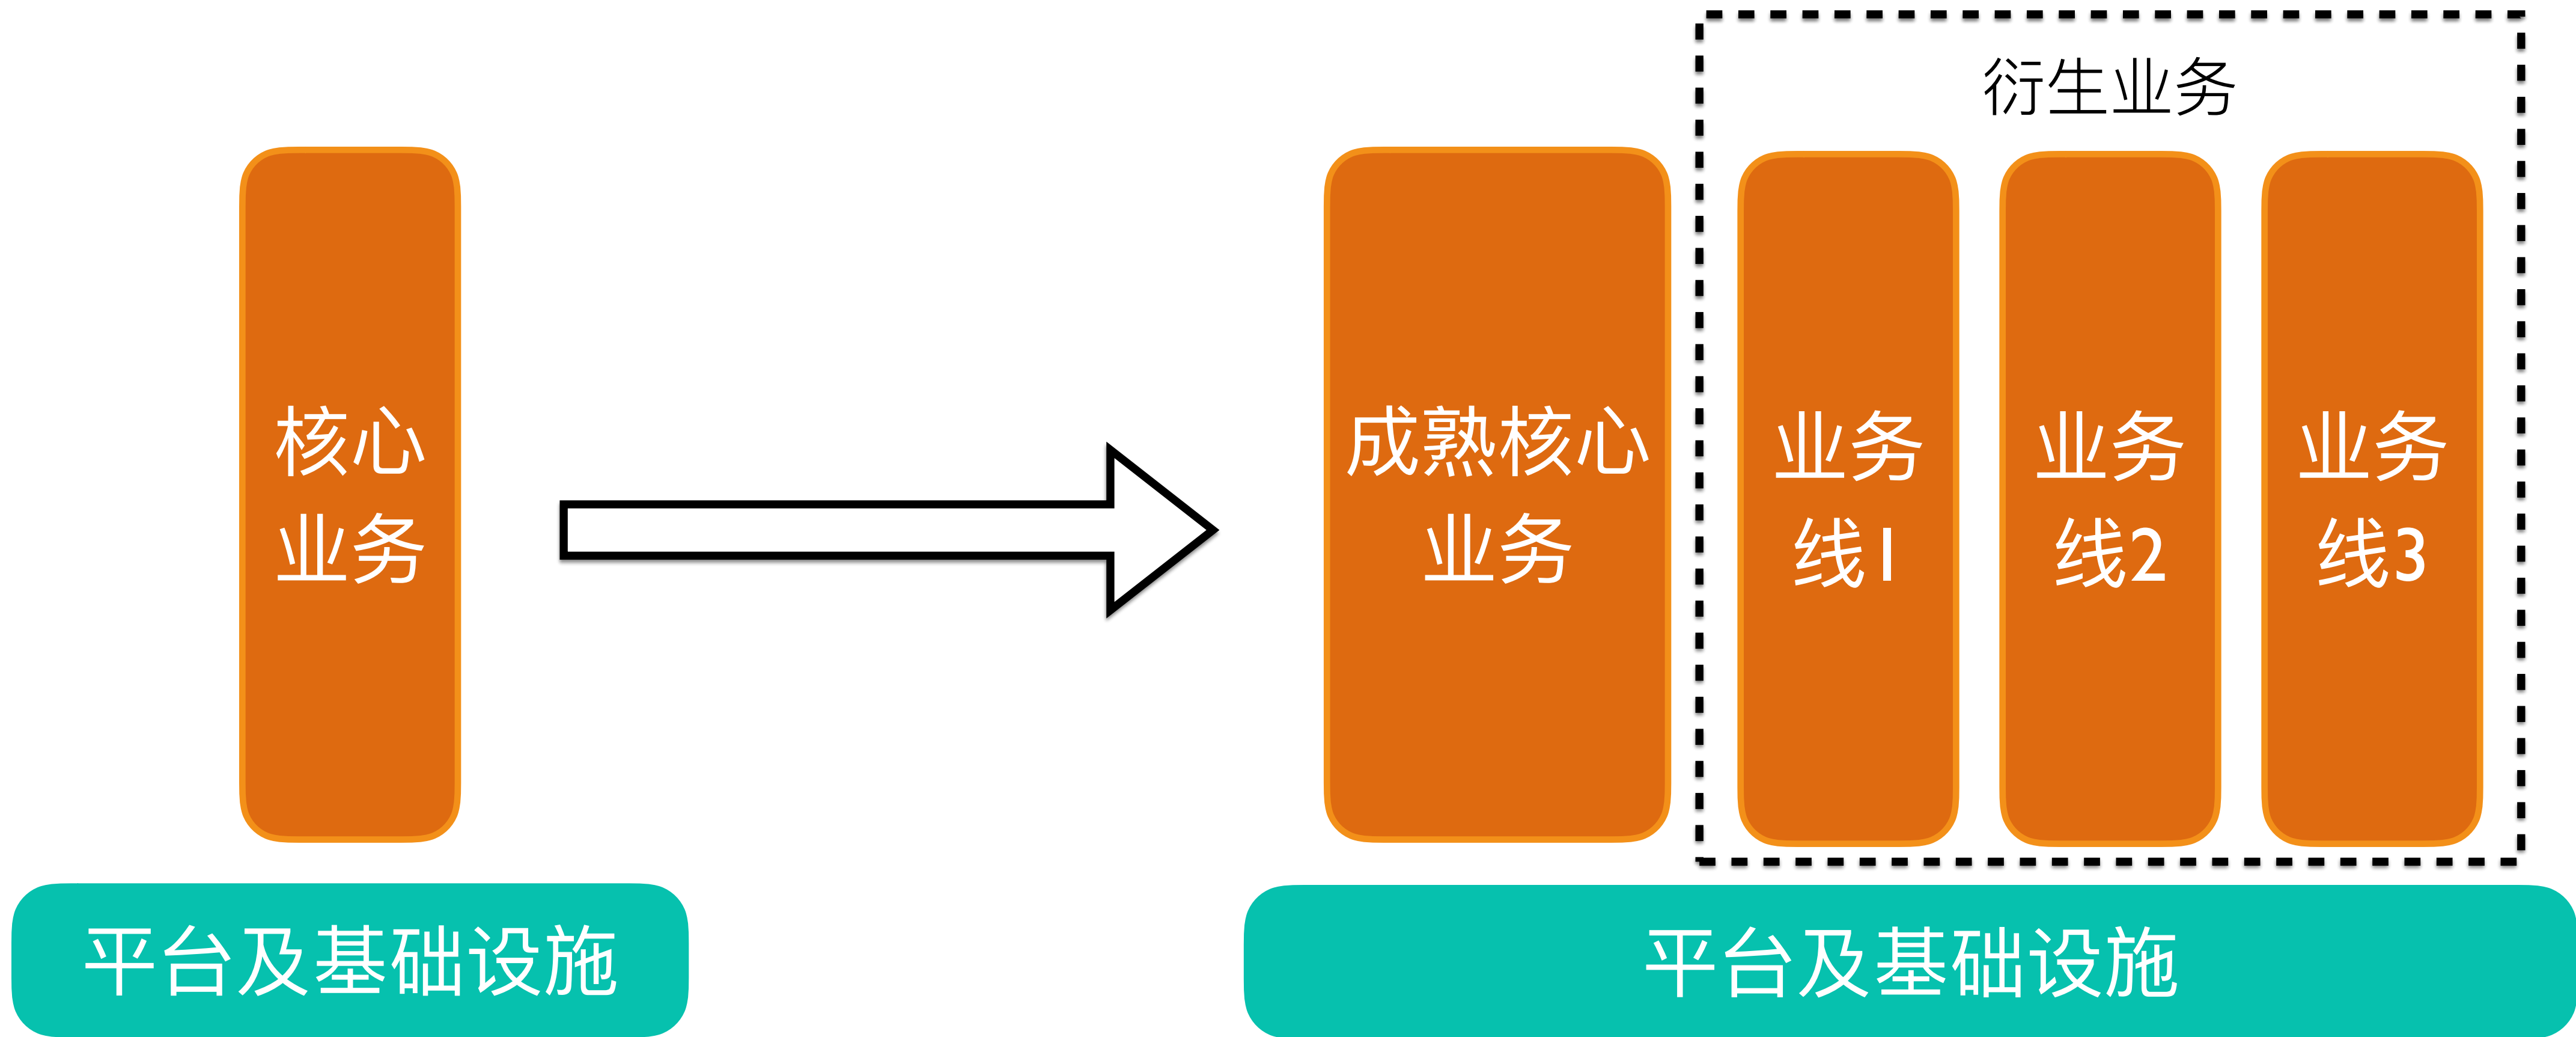 核心
业务
平台及基础设施
衍生业务
成熟核心
业务
业务
线1
业务
线2
业务
线3
平台及基础设施